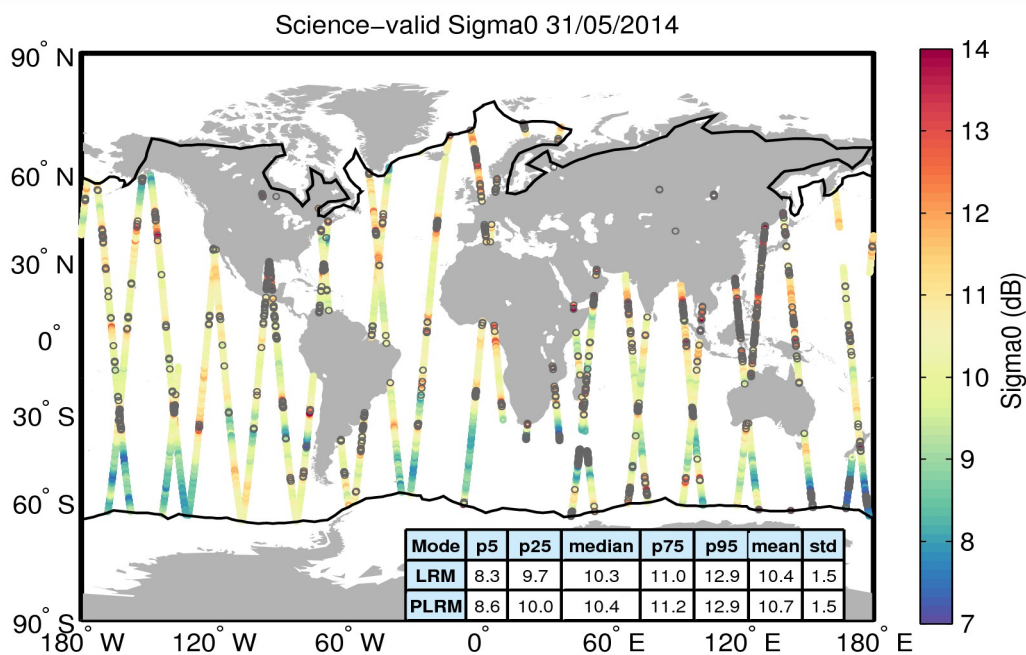 Science−valid Sigma0 31/05/2014
90° N
60° N
30° N
0°
30° S
60° S
90° S
180° W
120° W
60° W
0°
60° E
120° E
180° E
Mode p5 p25 median p75 p95 mean std
LRM 8.3 9.7 10.3 11.0 12.9 10.4 1.5
PLRM 8.6 10.0 10.4 11.2 12.9 10.7 1.5
14
13
12
11
10
9
8
7
Sigma0 (dB)